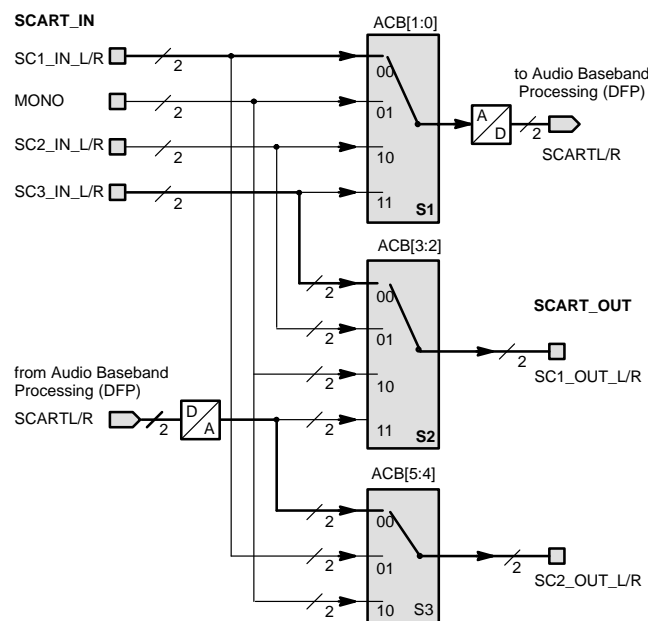 SCART_IN
ACB[1:0]
SC1_IN_L/R
2
00
to Audio Baseband
Processing (DFP)
MONO
2
01
A
D
2
SCARTL/R
SC2_IN_L/R
2
10
SC3_IN_L/R
2
11
S1
ACB[3:2]
2
00
SCART_OUT
2
01
2
SC1_OUT_L/R
from Audio Baseband
Processing (DFP)
2
10
SCARTL/R
2
D
A
2
11
S2
ACB[5:4]
2
00
2
01
2
SC2_OUT_L/R
2
10
S3